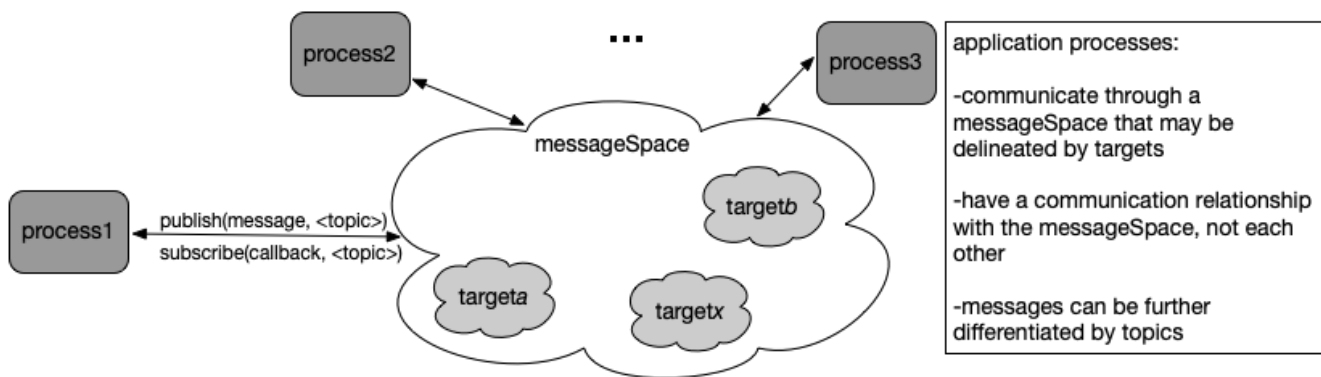 ...
process2
process3
messageSpace
process1
publish(message, <topic>)
subscribe(callback, <topic>)
targetb
targeta
targetx
application processes:
-communicate through a
messageSpace that may be
delineated by targets
-have a communication relationship
with the messageSpace, not each
other
-messages can be further
differentiated by topics